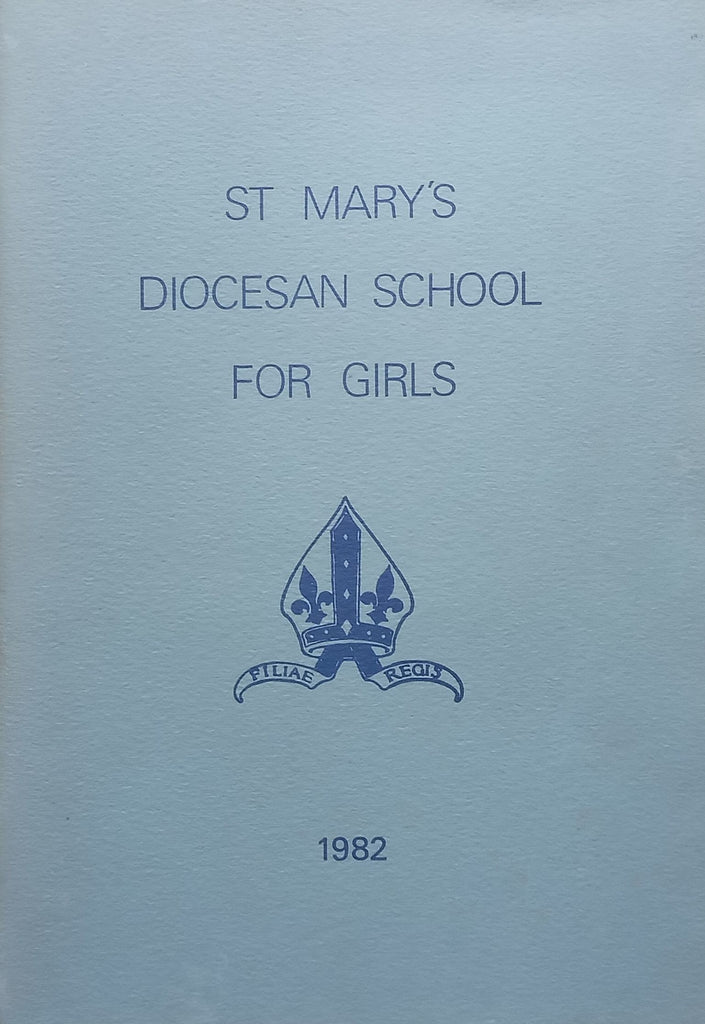 ST MARY'S
DIOCESAN SCHOOL
FOR GIRLS
FILIAE REGIS
1982